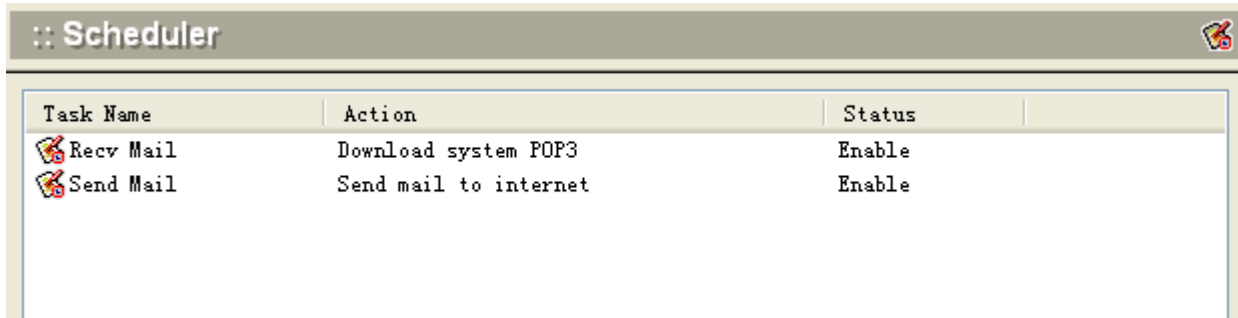 :: Scheduler
Task Name Action Status
Recv Mail Download system POP3 Enable
Send Mail Send mail to internet Enable